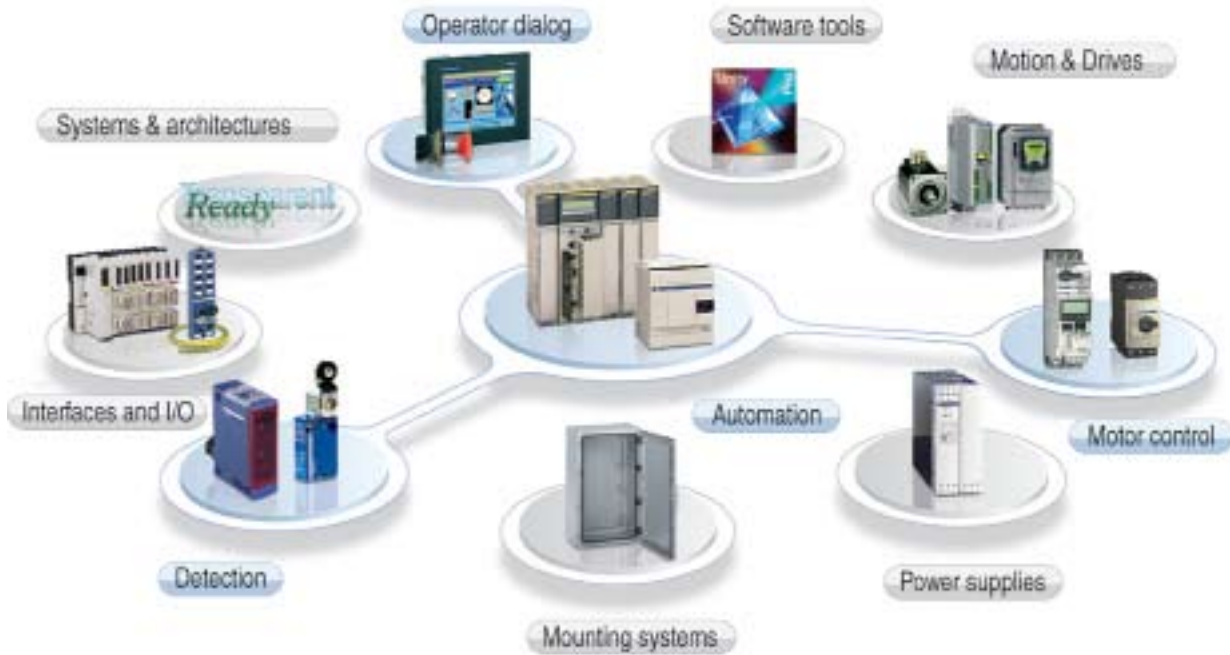 Operator dialog
Software tools
Motion & Drives
Systems & architectures
Transparent
Ready
Interfaces and I/O
Automation
Motor control
Detection
Power supplies
Mounting systems